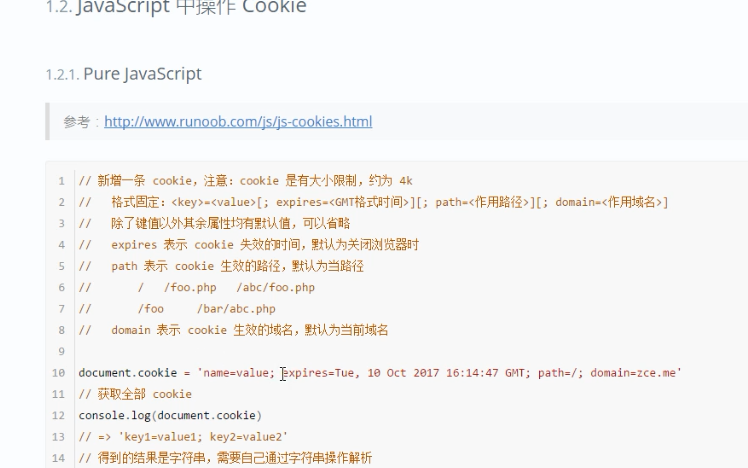 1.2. JavaScript 中操作 Cookie
1.2.1. Pure JavaScript
参考：http://www.runoob.com/js/js-cookies.html
1 // 新增一条 cookie，注意：cookie 是有大小限制，约为 4k
2 //   格式固定：<key>=<value>[; expires=<GMT格式时间>][; path=<作用路径>][; domain=<作用域名>]
3 //   除了键值以外其余属性均有默认值，可以省略
4 //   expires 表示 cookie 失效的时间，默认为关闭浏览器时
5 //   path 表示 cookie 生效的路径，默认为当路径
6 //       /   /foo.php   /abc/foo.php
7 //       /foo     /bar/abc.php
8 //   domain 表示 cookie 生效的域名，默认为当前域名
9
10 document.cookie = 'name=value; expires=Tue, 10 Oct 2017 16:14:47 GMT; path=/; domain=zce.me'
11 // 获取全部 cookie
12 console.log(document.cookie)
13 // => 'key1=value1; key2=value2'
14 // 得到的结果是字符串，需要自己通过字符串操作解析